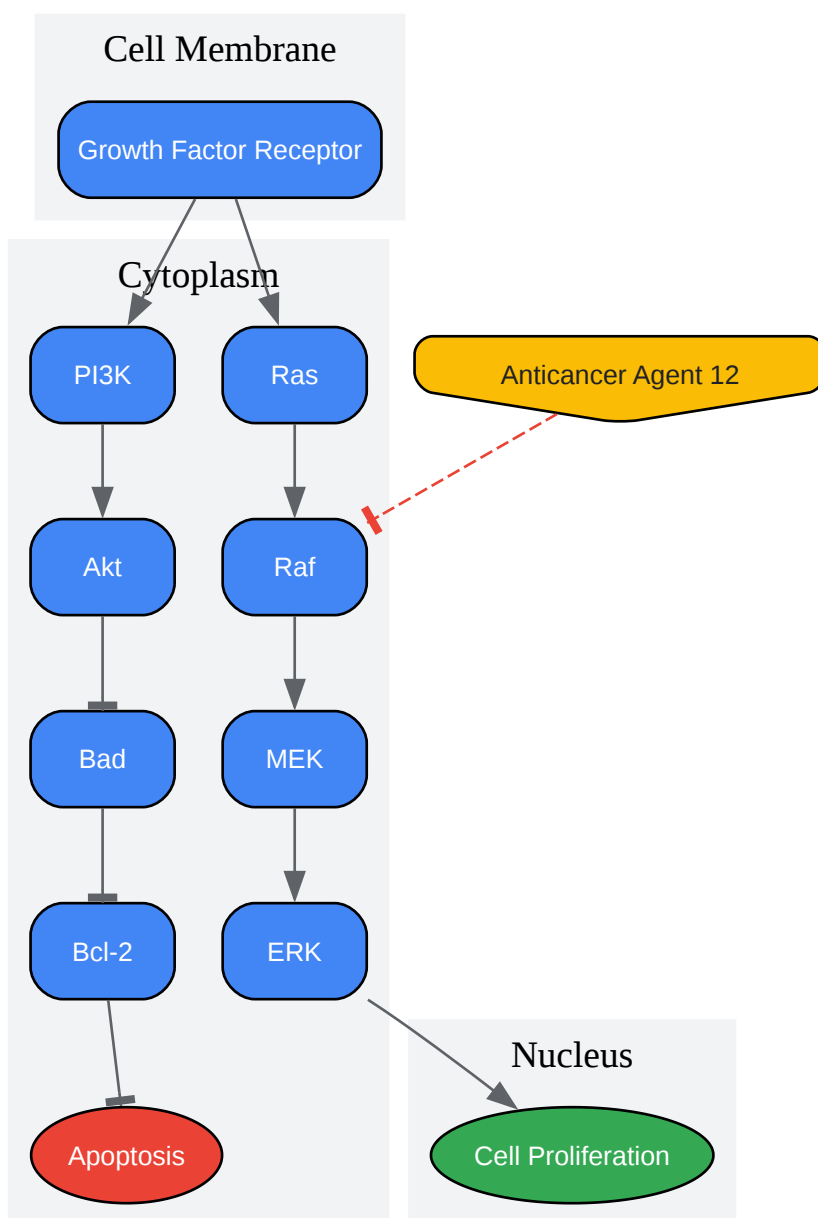 Cell Membrane
Growth Factor Receptor
Cytoplasm
PI3K
Ras
Anticancer Agent 12
Akt
Raf
Bad
MEK
Bcl-2
ERK
Nucleus
Apoptosis
Cell Proliferation